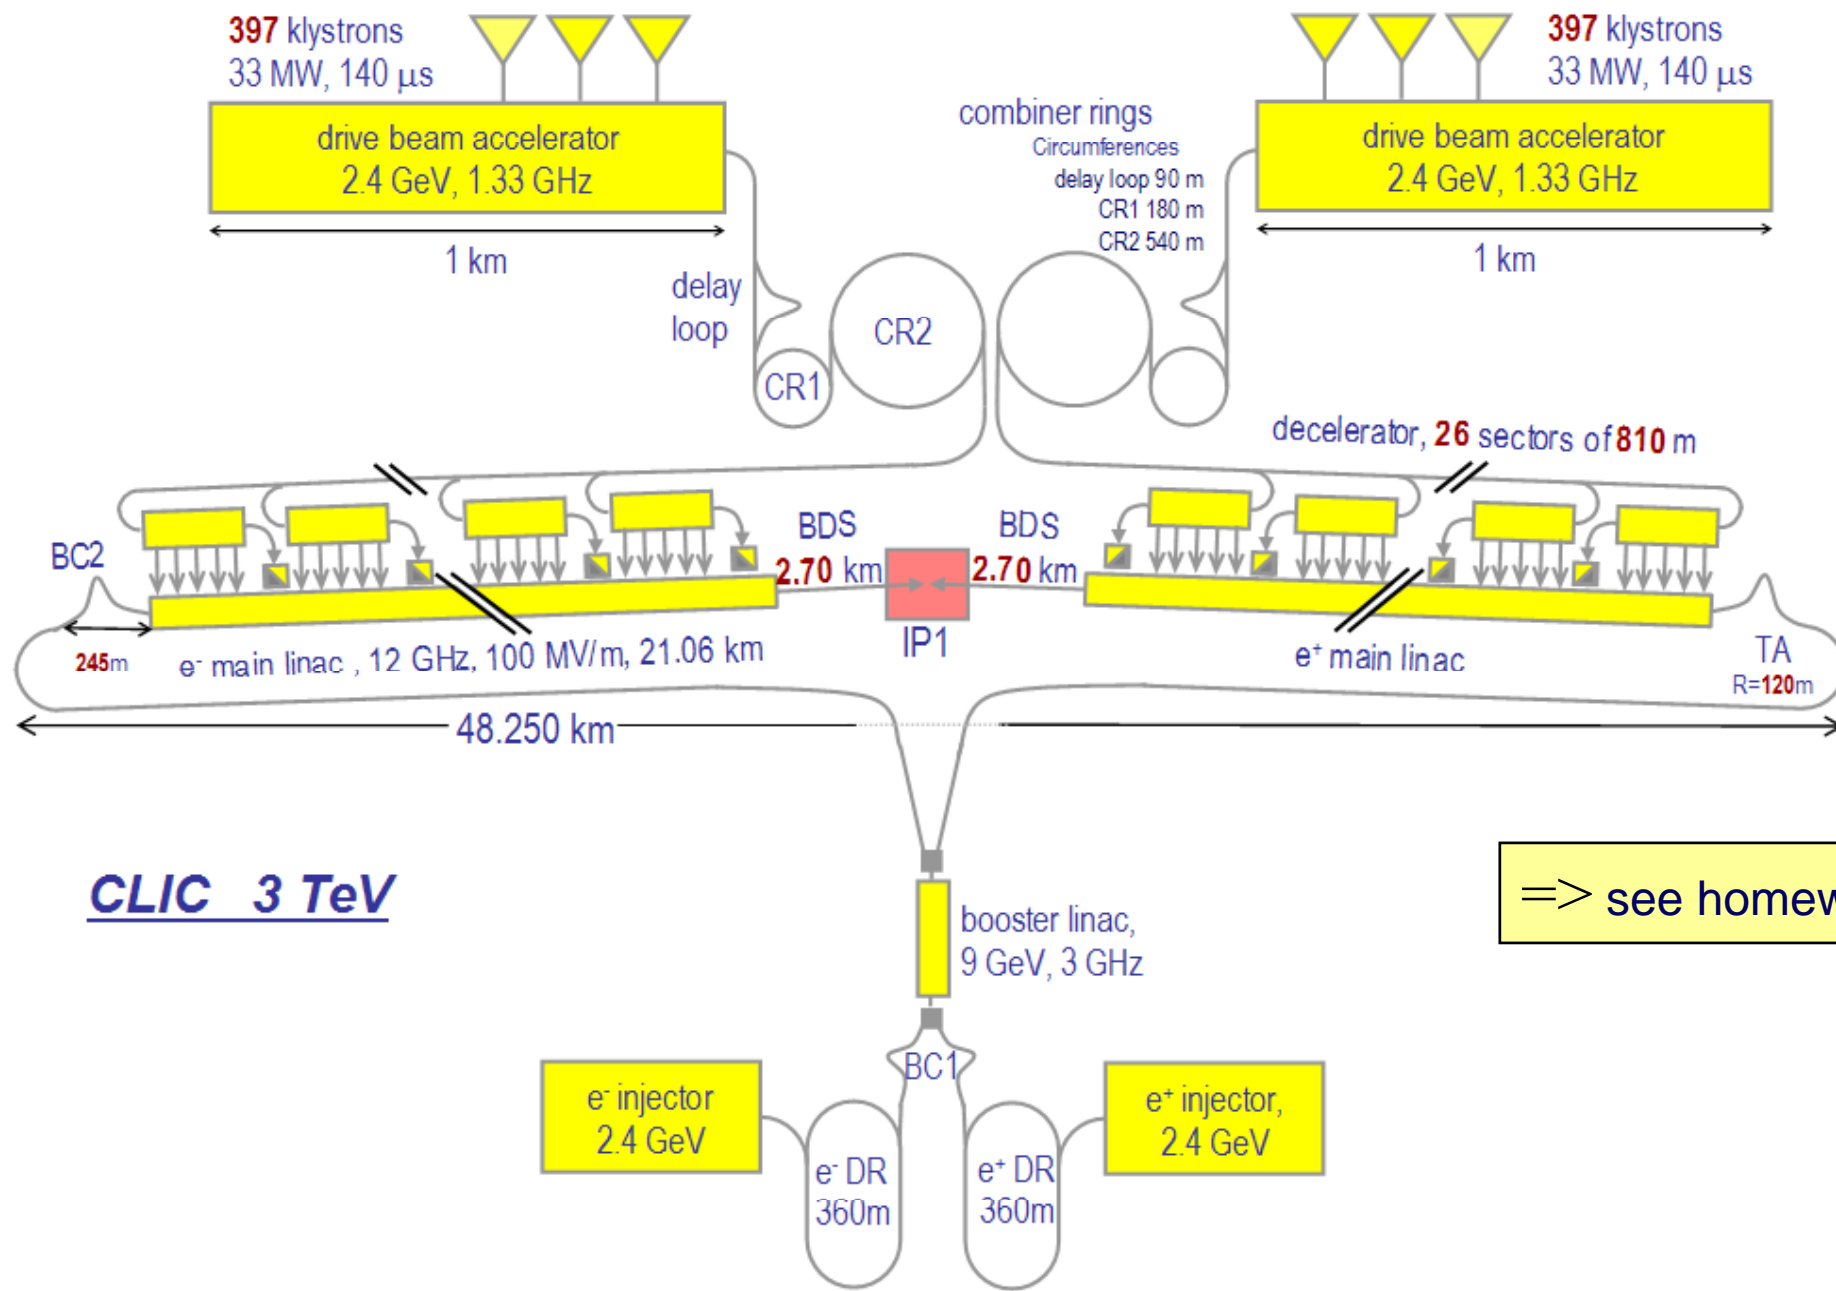 397 klystrons
33 MW, 140 μs
397 klystrons
33 MW, 140 μs
drive beam accelerator
2.4 GeV, 1.33 GHz
combiner rings
Circumferences
delay loop 90 m
CR1 180 m
CR2 540 m
drive beam accelerator
2.4 GeV, 1.33 GHz
1 km
1 km
delay
loop
CR2
CR1
decelerator, 26 sectors of 810 m
BC2
BDS
2.70 km
BDS
2.70 km
IP1
245m
e⁻ main linac , 12 GHz, 100 MV/m, 21.06 km
e⁺ main linac
TA
R=120m
48.250 km
CLIC 3 TeV
booster linac,
9 GeV, 3 GHz
=> see homew
BC1
e⁻ injector
2.4 GeV
e⁺ injector,
2.4 GeV
e⁻ DR
360m
e⁺ DR
360m